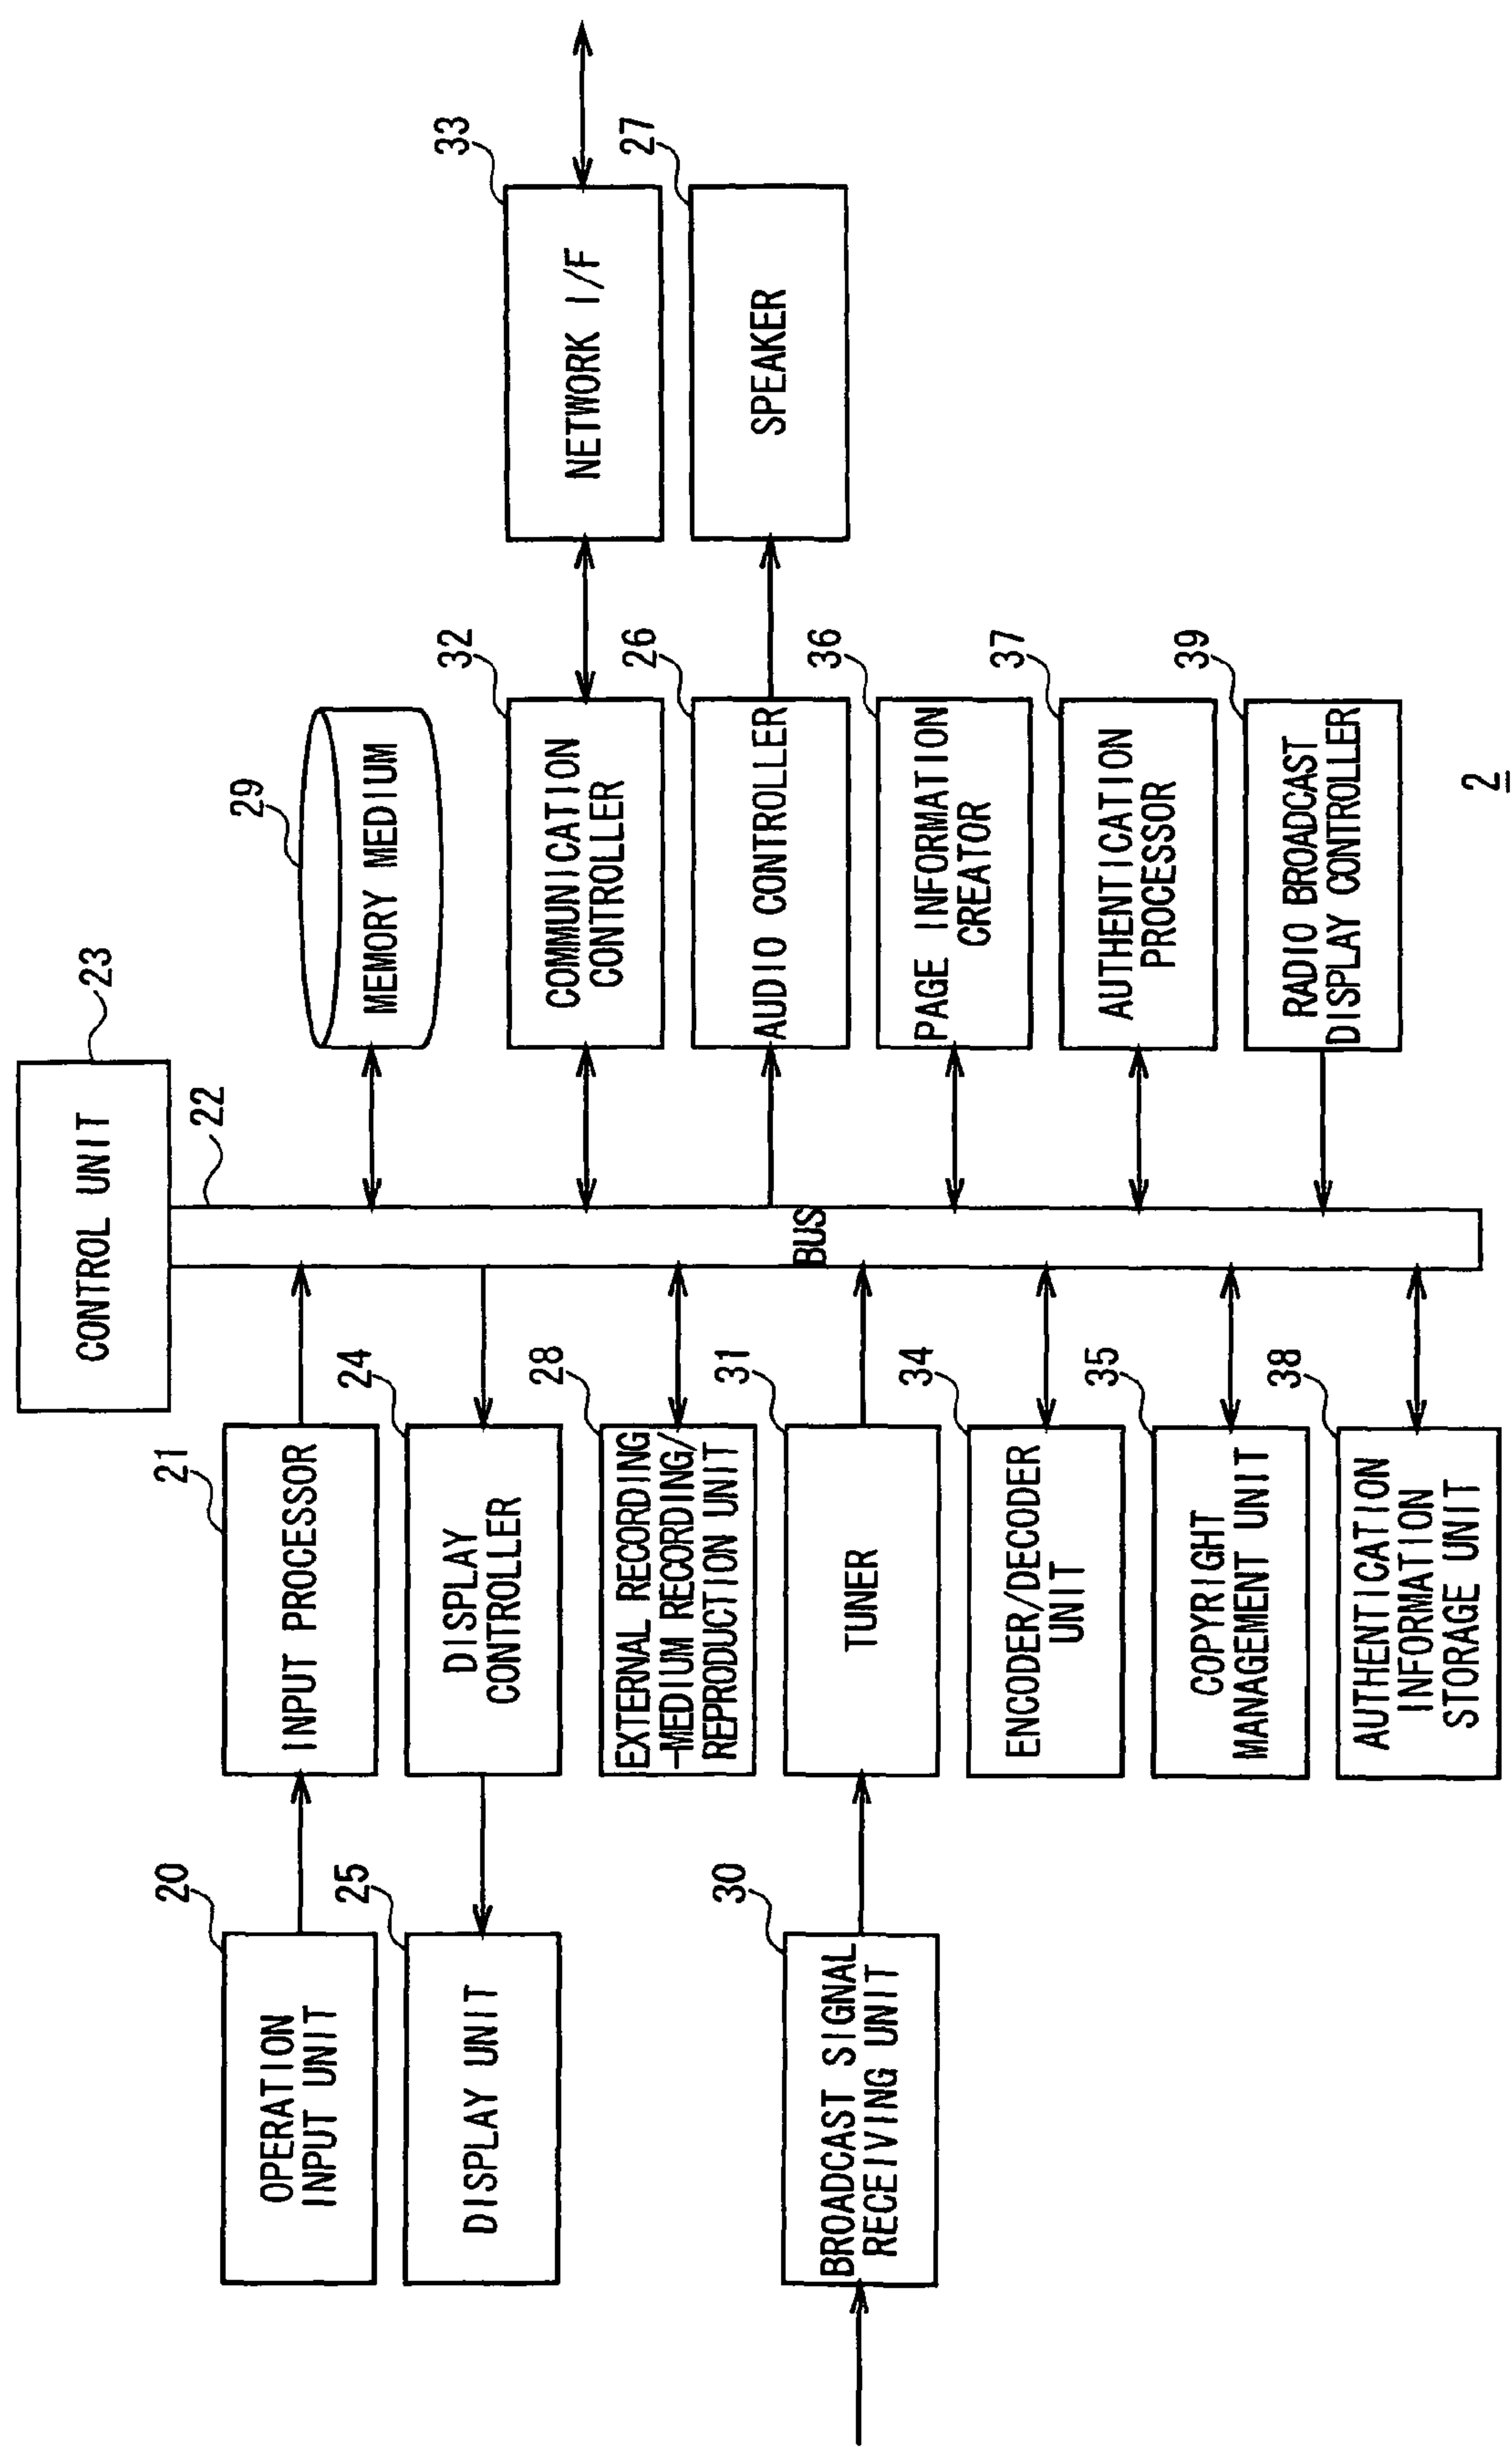 CONTROL UNIT
23
22
BUS
20
OPERATION
INPUT UNIT
21
INPUT PROCESSOR
25
DISPLAY UNIT
24
DISPLAY
CONTROLLER
28
EXTERNAL RECORDING
-MEDIUM RECORDING/
REPRODUCTION UNIT
30
BROADCAST SIGNAL
RECEIVING UNIT
31
TUNER
34
ENCODER/DECODER
UNIT
35
COPYRIGHT
MANAGEMENT UNIT
38
AUTHENTICATION
INFORMATION
STORAGE UNIT
29
MEMORY MEDIUM
32
COMMUNICATION
CONTROLLER
33
NETWORK I/F
26
AUDIO CONTROLLER
27
SPEAKER
36
PAGE INFORMATION
CREATOR
37
AUTHENTICATION
PROCESSOR
39
RADIO BROADCAST
DISPLAY CONTROLLER
2